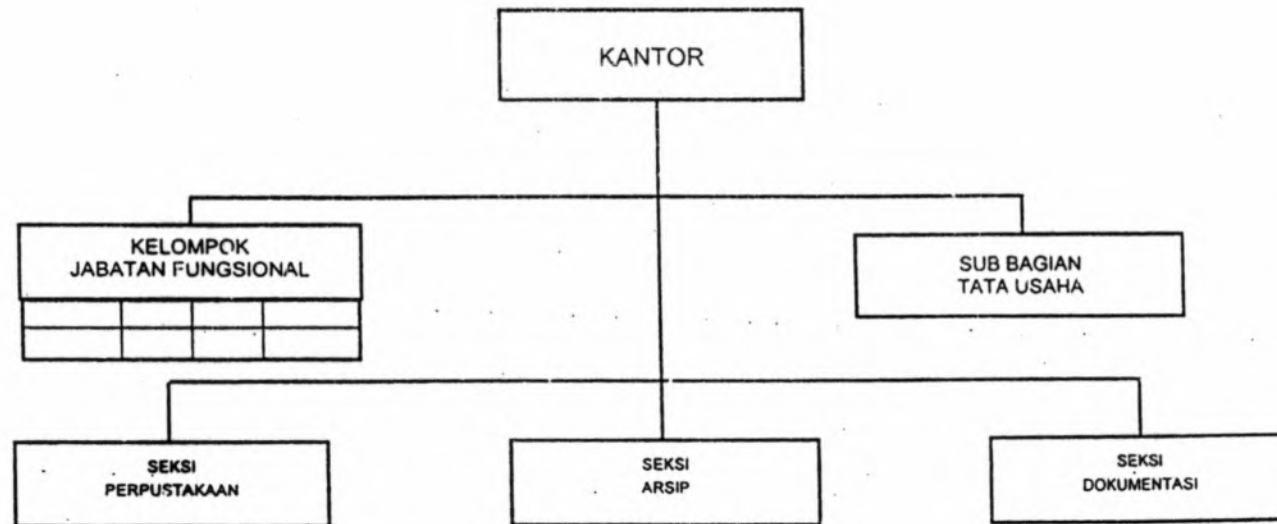 KANTOR
KELOMPOK
JABATAN FUNGSIONAL
SUB BAGIAN
TATA USAHA
SEKSI
PERPUSTAKAAN
SEKSI
ARSIP
SEKSI
DOKUMENTASI